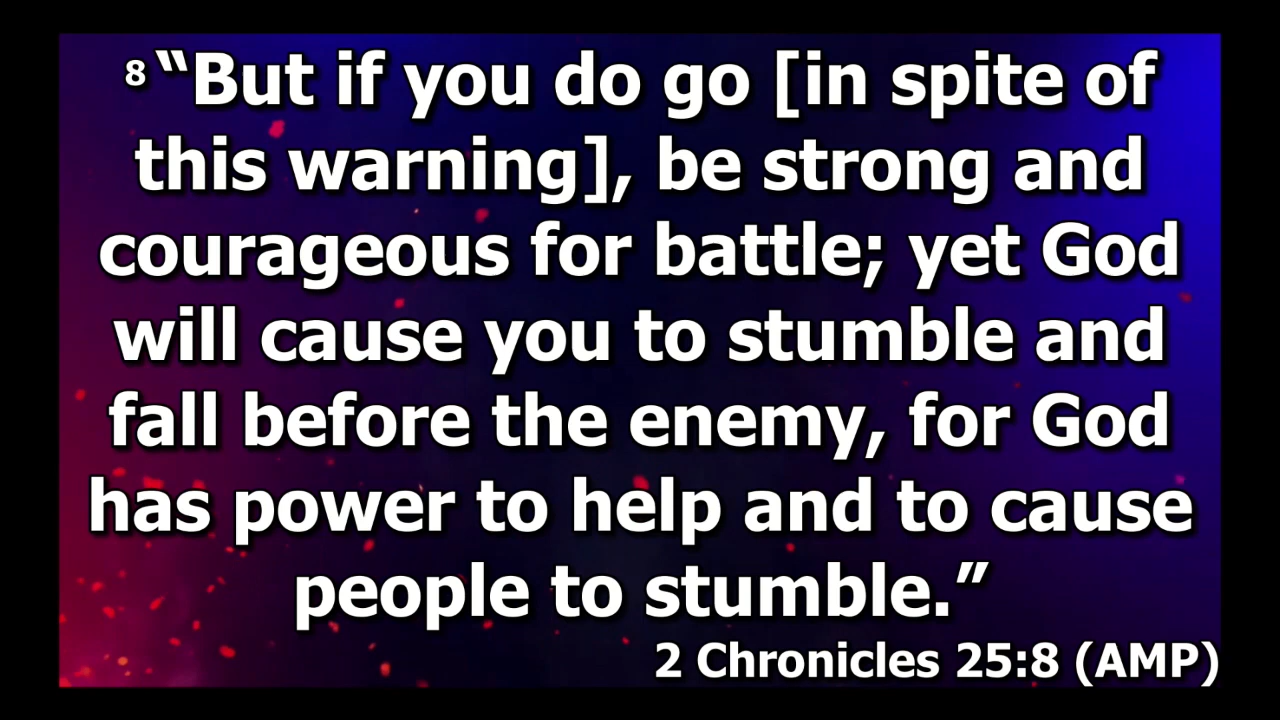 8 “But if you do go [in spite of
this warning], be strong and
courageous for battle; yet God
will cause you to stumble and
fall before the enemy, for God
has power to help and to cause
people to stumble.”
2 Chronicles 25:8 (AMP)